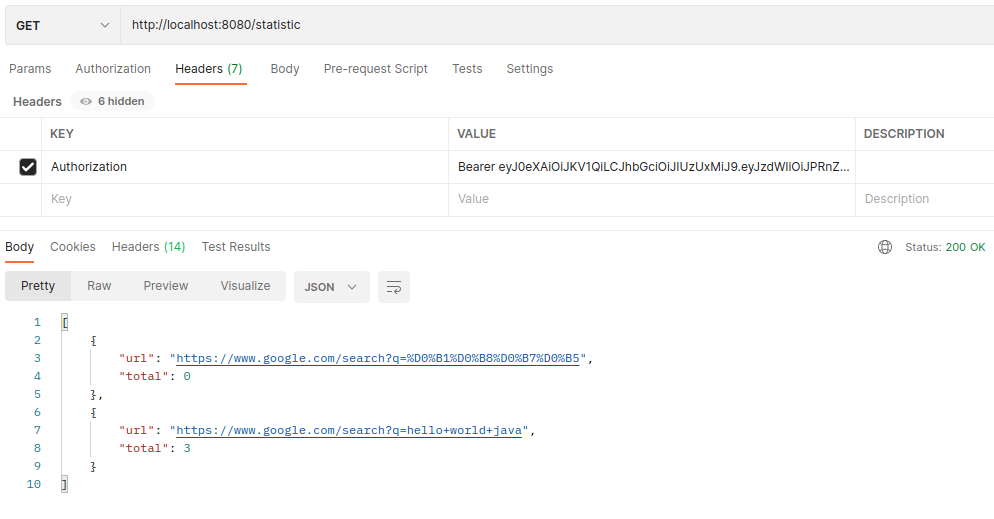 GET http://localhost:8080/statistic
Params Authorization Headers (7) Body Pre-request Script Tests Settings
Headers 6 hidden
KEY VALUE DESCRIPTION
Authorization Bearer eyJ0eXAiOiJKV1QiLCJhbGciOiJIUzUxMiJ9.eyJzdWIiOiJPRnZ...
Key Value Description
Body Cookies Headers (14) Test Results Status: 200 OK
Pretty Raw Preview Visualize JSON
1 [
2 {
3 "url": "https://www.google.com/search?q=%D0%B1%D0%B8%D0%B7%D0%B5",
4 "total": 0
5 },
6 {
7 "url": "https://www.google.com/search?q=hello+world+java",
8 "total": 3
9 }
10 ]